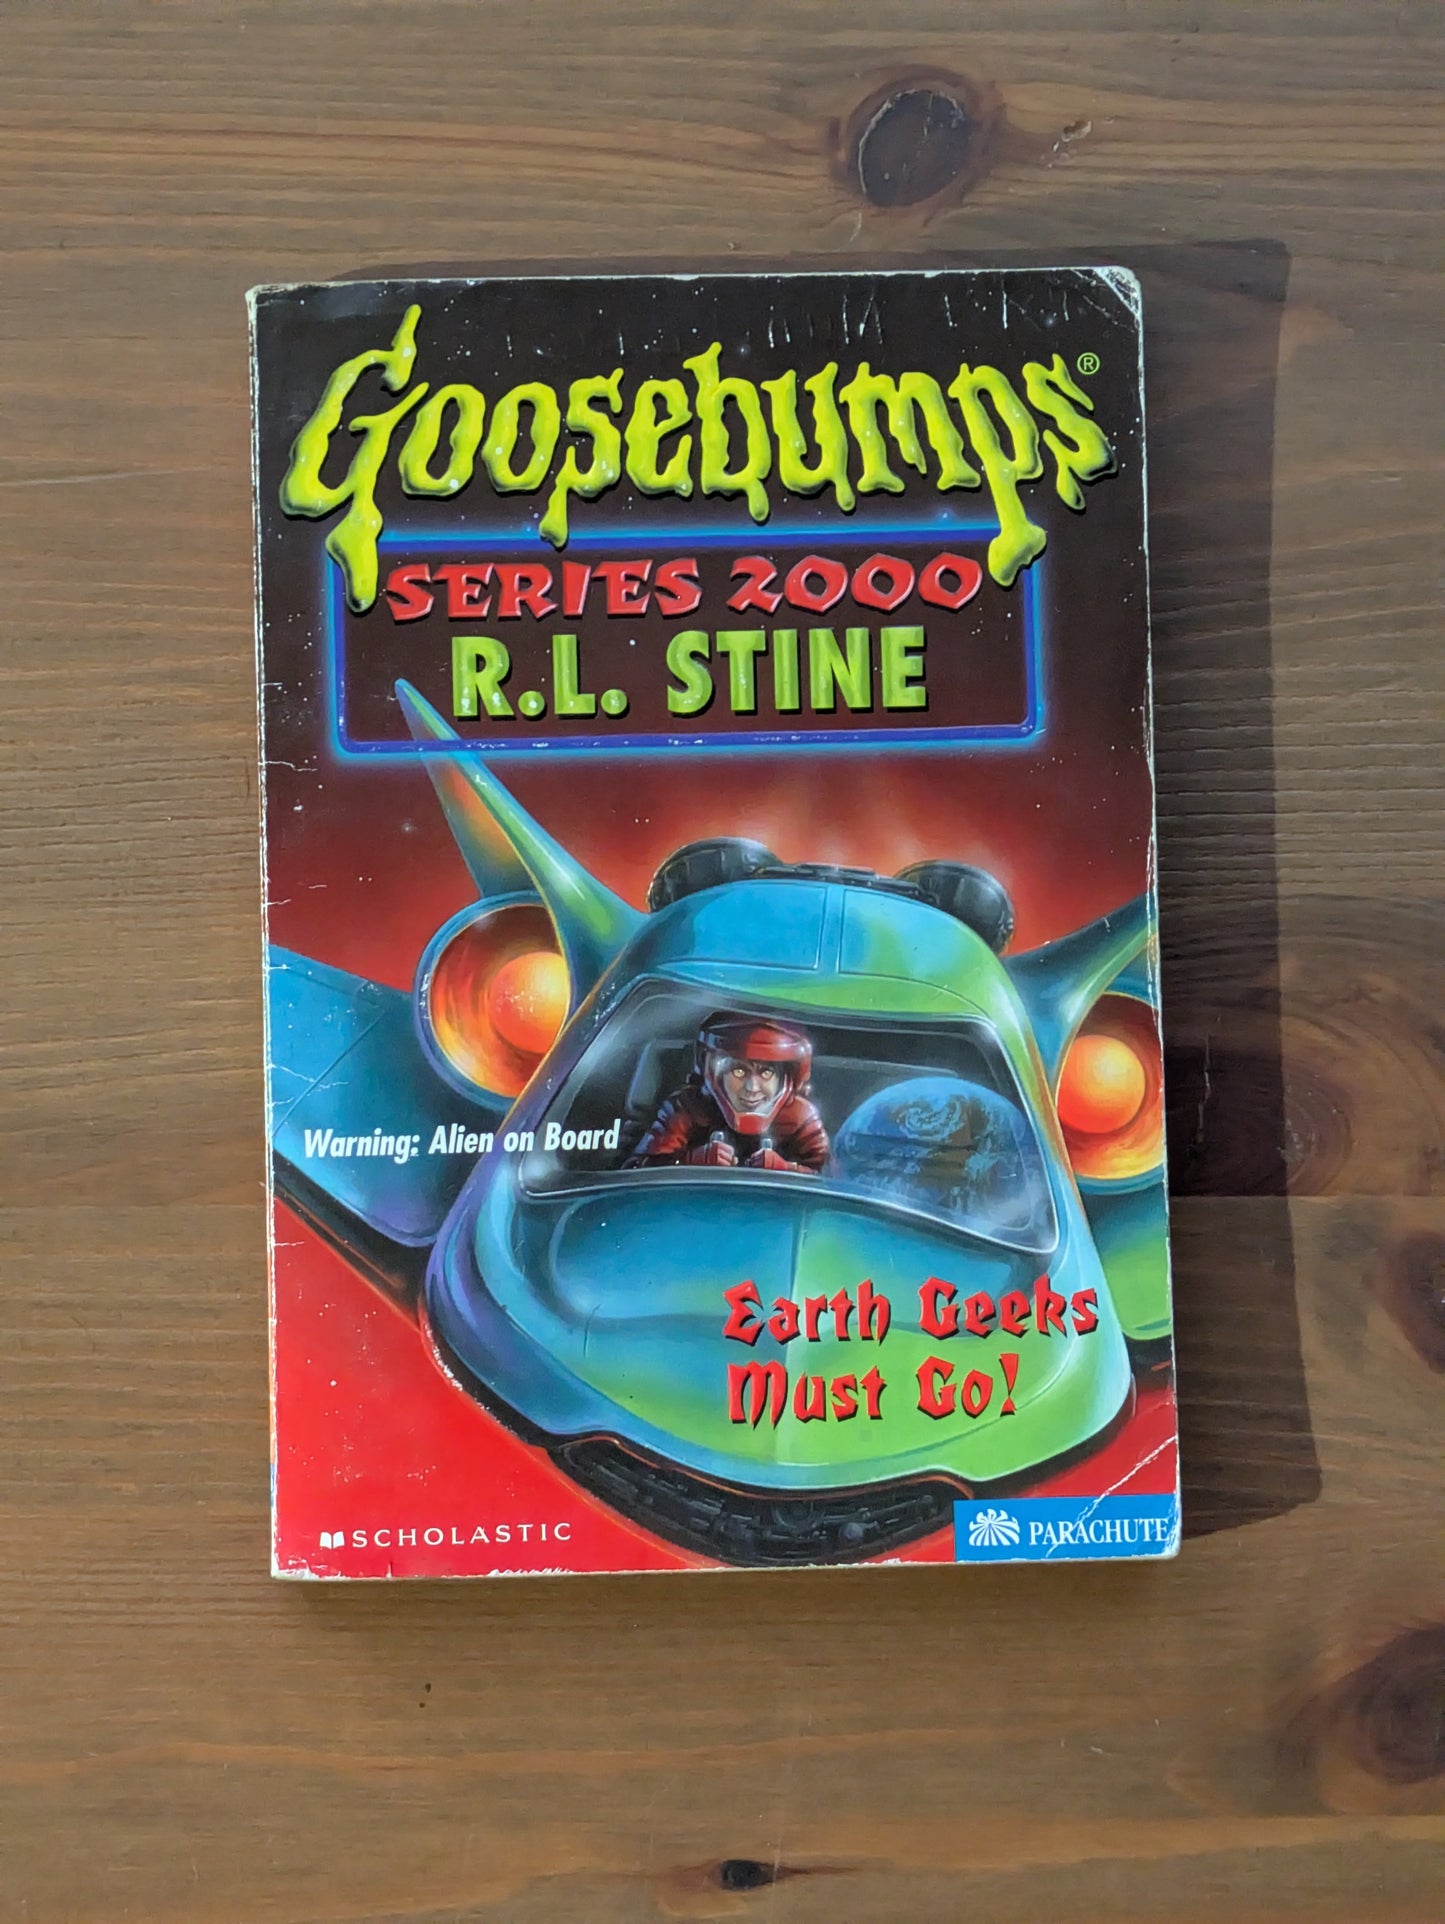 Goosebumps®
SERIES 2000
R.L. STINE
Warning: Alien on Board
Earth Geeks
Must Go!
SCHOLASTIC
PARACHUTE